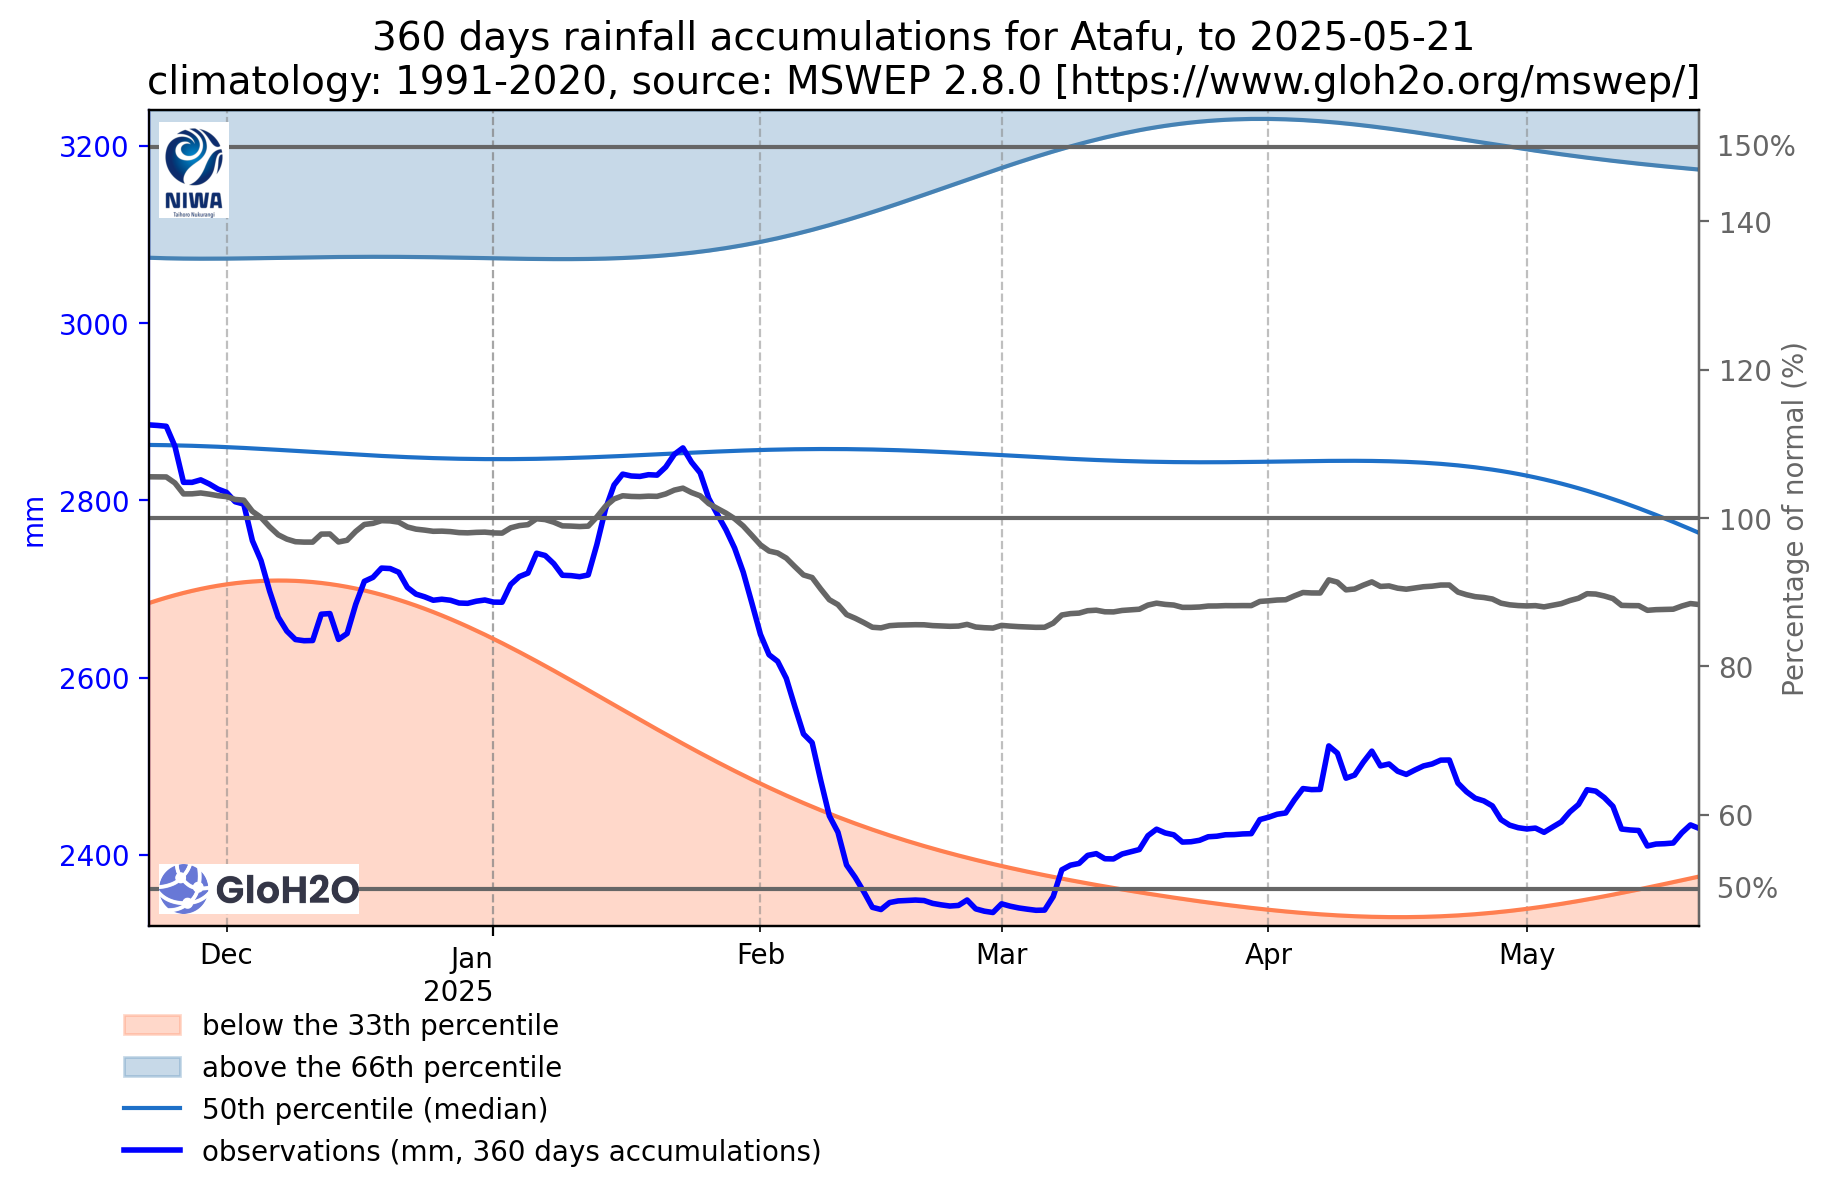 360 days rainfall accumulations for Atafu, to 2025-05-21
climatology: 1991-2020, source: MSWEP 2.8.0 [https://www.gloh2o.org/mswep/]
NIWA
Taihoro Nukurangi
3200
3000
2800
2600
2400
mm
150%
140
120
100
80
60
50%
Percentage of normal (%)
GloH2O
Dec
Jan
2025
Feb
Mar
Apr
May
below the 33th percentile
above the 66th percentile
50th percentile (median)
observations (mm, 360 days accumulations)